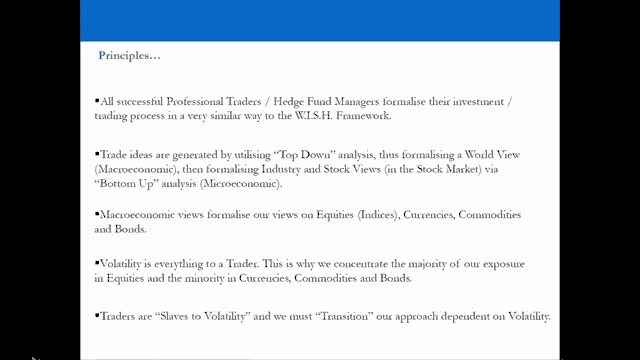 Principles…
▪All successful Professional Traders / Hedge Fund Managers formalise their investment /
trading process in a very similar way to the W.I.S.H. Framework.
▪Trade ideas are generated by utilising “Top Down” analysis, thus formalising a World View
(Macroeconomic), then formalising Industry and Stock Views (in the Stock Market) via
“Bottom Up” analysis (Microeconomic).
▪Macroeconomic views formalise our views on Equities (Indices), Currencies, Commodities
and Bonds.
▪Volatility is everything to a Trader. This is why we concentrate the majority of our exposure
in Equities and the minority in Currencies, Commodities and Bonds.
▪Traders are “Slaves to Volatility” and we must “Transition” our approach dependent on Volatility.